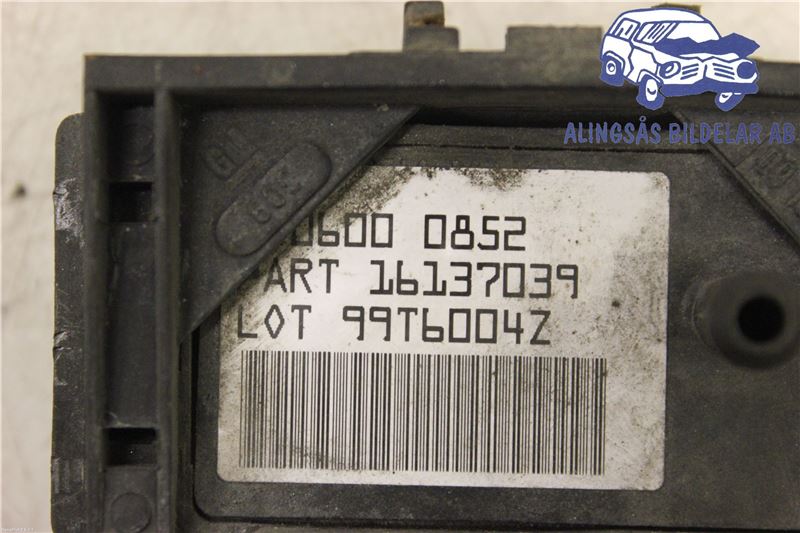 ALINGSÅS BILDELAR AB
0600 0852
PART 16137039
LOT 99T6004Z